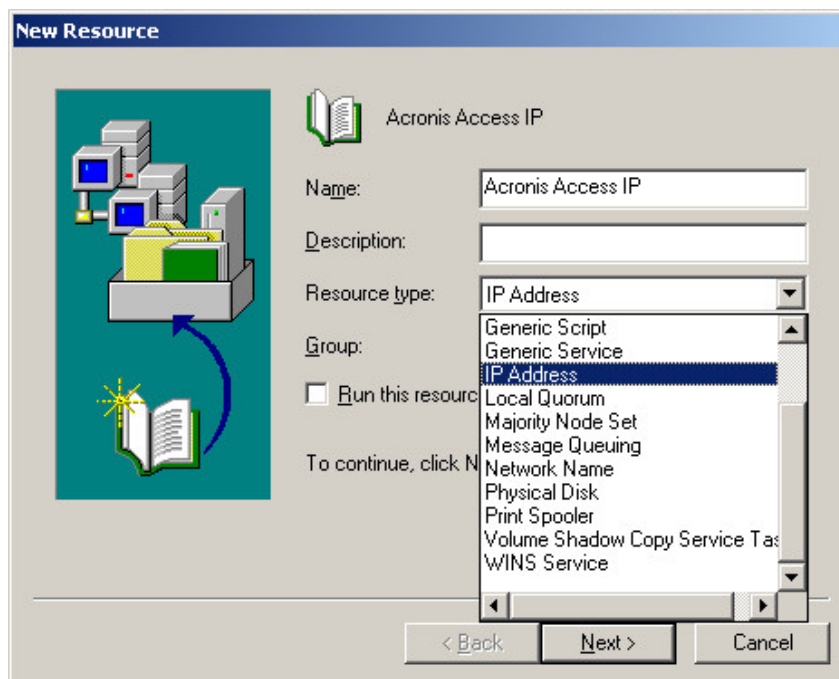 New Resource
Acronis Access IP
Name: Acronis Access IP
Description:
Resource type: IP Address
Generic Script
Generic Service
Group:
IP Address
Run this resourc
Local Quorum
Majority Node Set
Message Queuing
To continue, click N
Network Name
Physical Disk
Print Spooler
Volume Shadow Copy Service Tas
WINS Service
< Back Next > Cancel